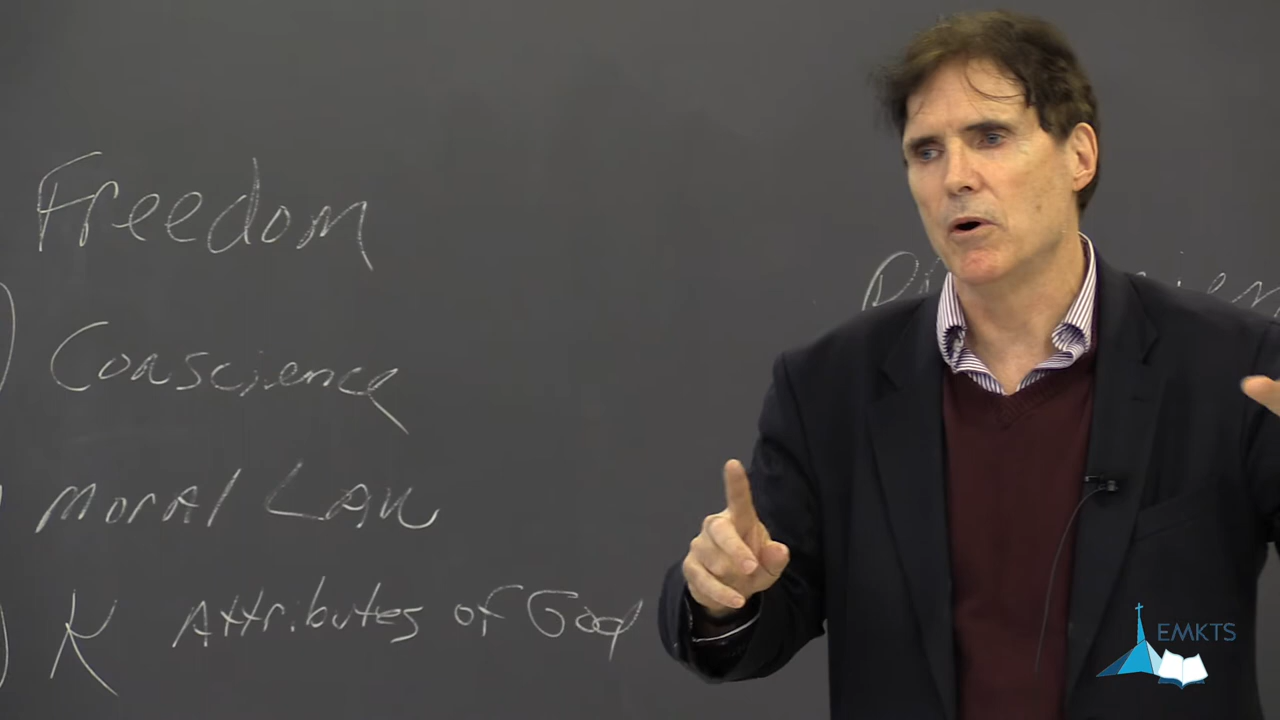 Freedom
Conscience
Moral Law
K Attributes of God
EMKTS